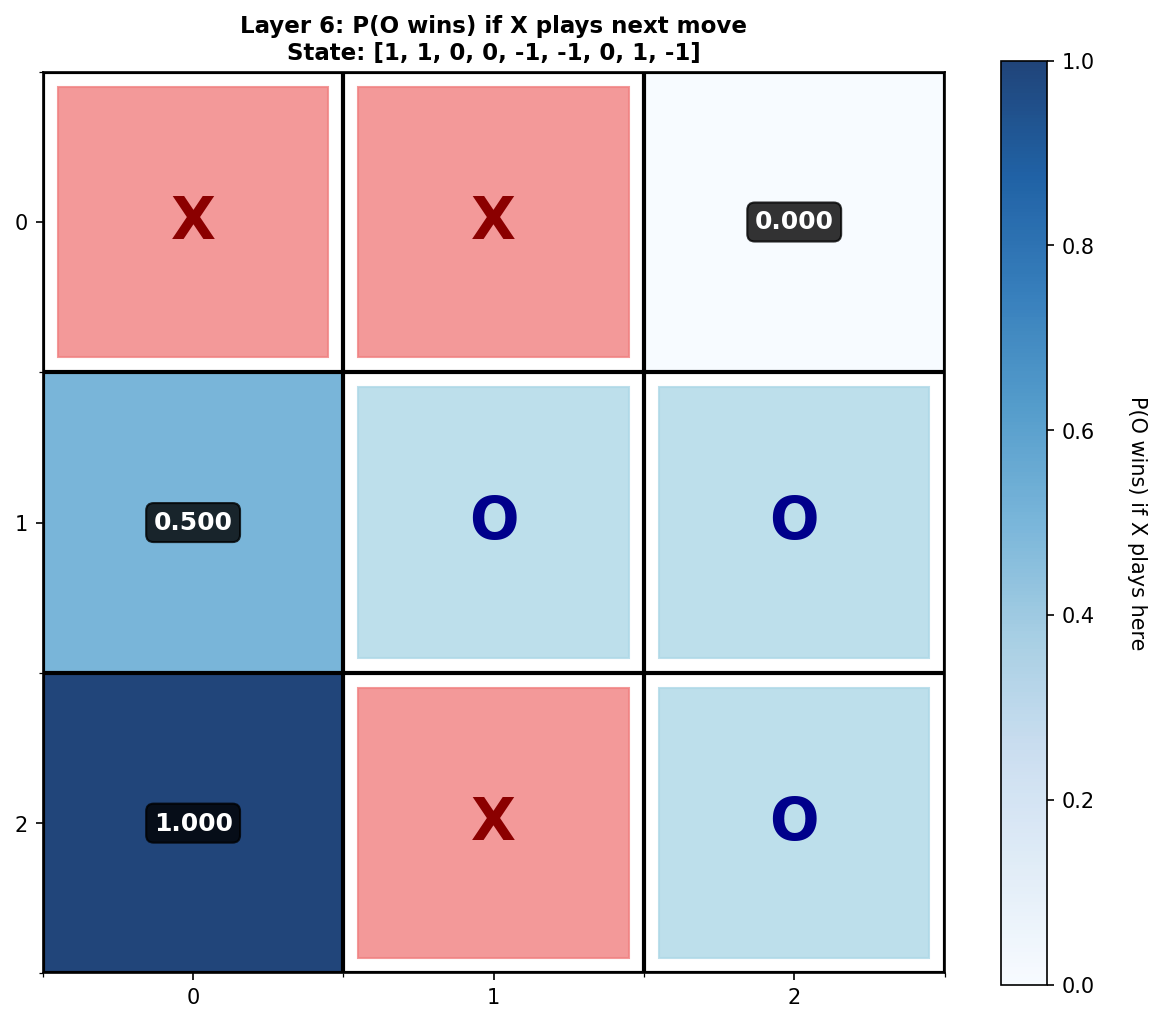 Layer 6: P(O wins) if X plays next move
State: [1, 1, 0, 0, -1, -1, 0, 1, -1]
0
X
X
0.000
1
0.500
O
O
2
1.000
X
O
0
1
2
1.0
0.8
0.6
0.4
0.2
0.0
P(O wins) if X plays here